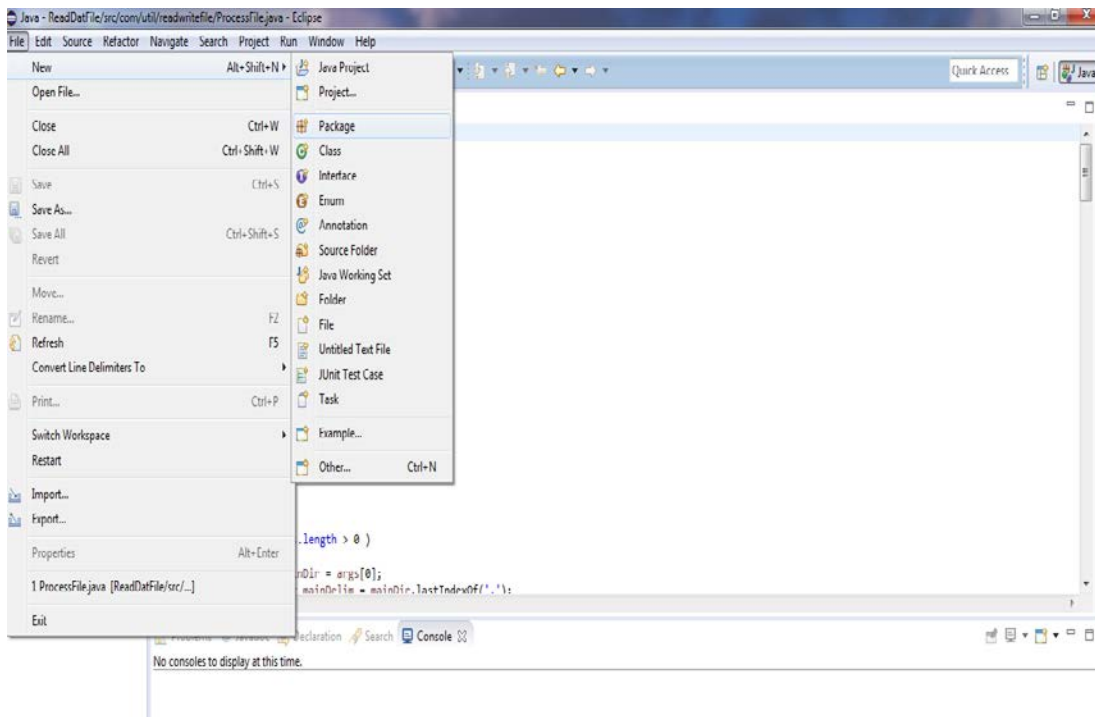 Java - ReadDatFile/src/com/util/readwritefile/ProcessFile.java - Eclipse
File Edit Source Refactor Navigate Search Project Run Window Help
Quick Access
Java
New Alt+Shift+N
Open File...
Close Ctrl+W
Close All Ctrl+Shift+W
Save Ctrl+S
Save As...
Save All Ctrl+Shift+S
Revert
Move...
Rename... F2
Refresh F5
Convert Line Delimiters To
Print... Ctrl+P
Switch Workspace
Restart
Import...
Export...
Properties Alt+Enter
1 ProcessFile.java [ReadDatFile/src/...]
Exit
Java Project
Project...
Package
Class
Interface
Enum
Annotation
Source Folder
Java Working Set
Folder
File
Untitled Text File
JUnit Test Case
Task
Example...
Other... Ctrl+N
.length > 0 )
nDir = args[0];
mainDelim = mainDir.lastIndexOf('.');
Declaration Search Console
No consoles to display at this time.